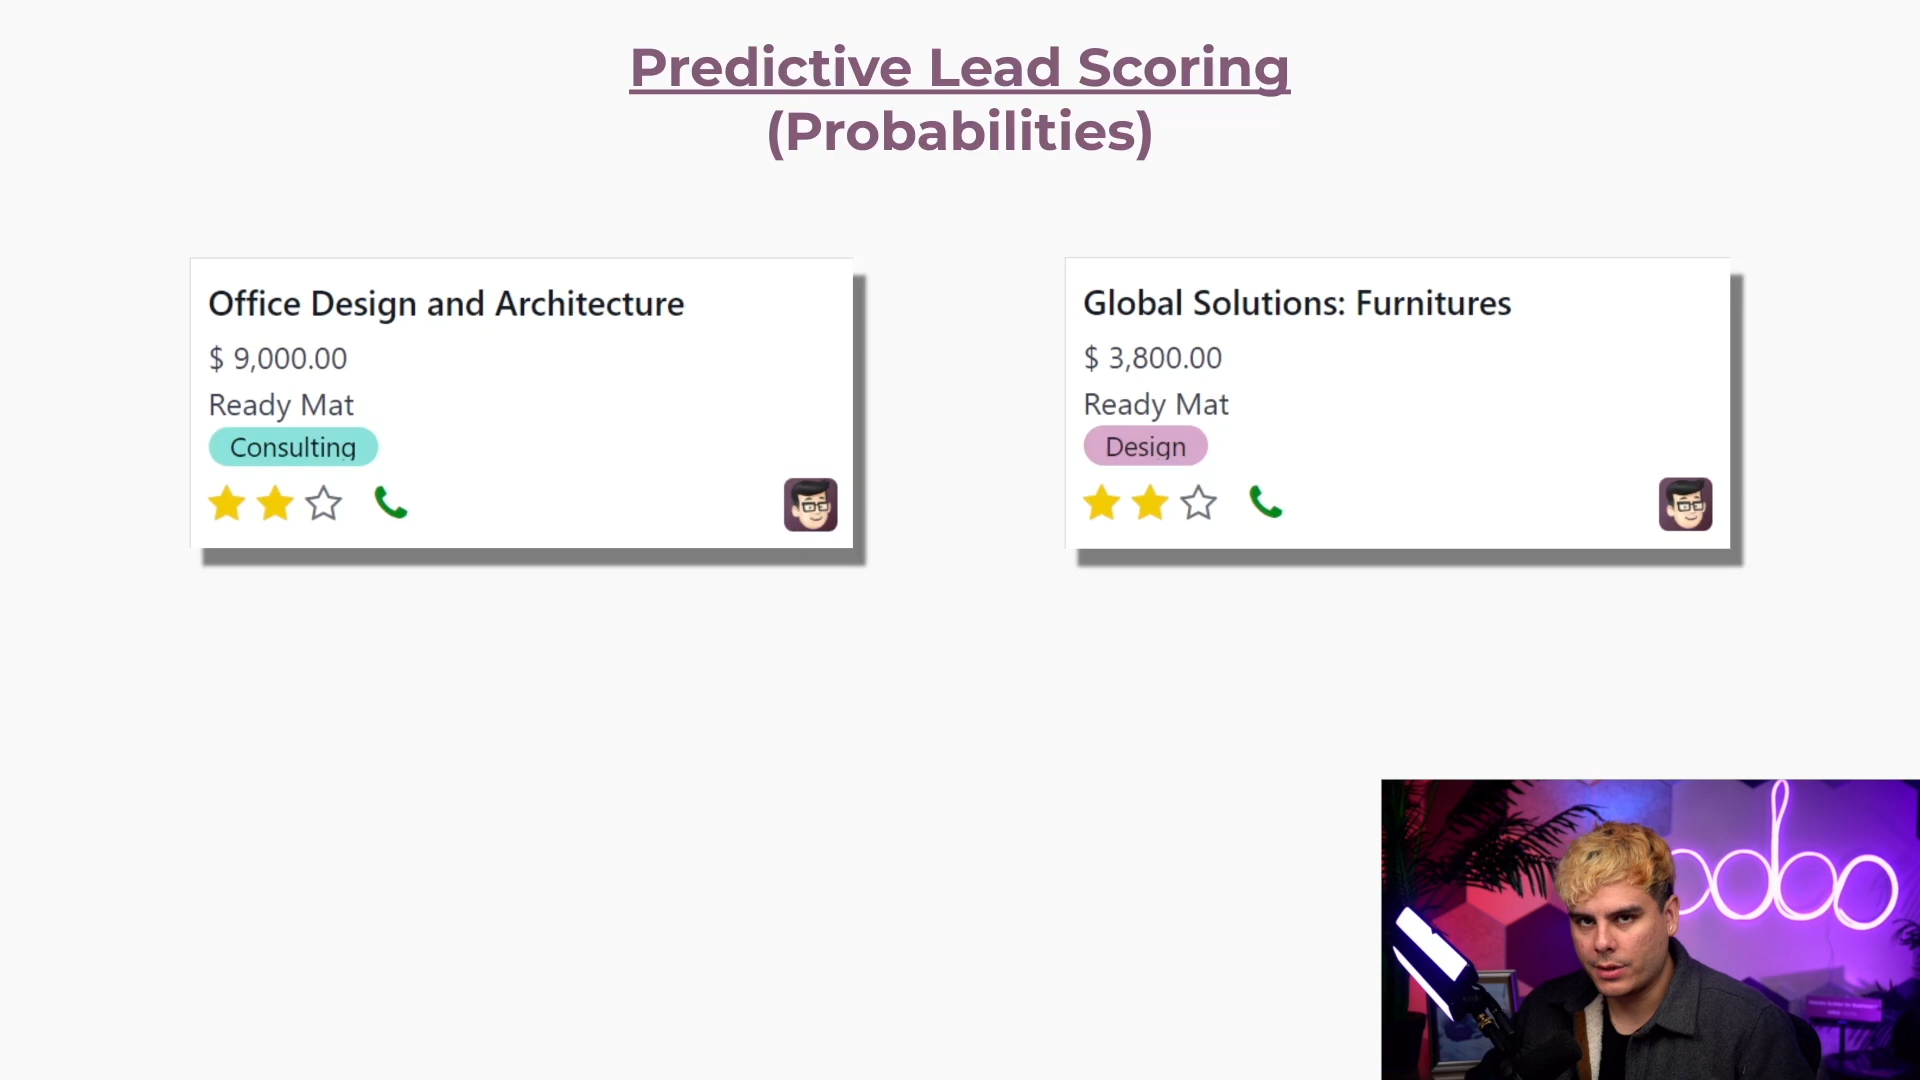 Predictive Lead Scoring
(Probabilities)
Office Design and Architecture
$ 9,000.00
Ready Mat
Consulting
Global Solutions: Furnitures
$ 3,800.00
Ready Mat
Design
odoo